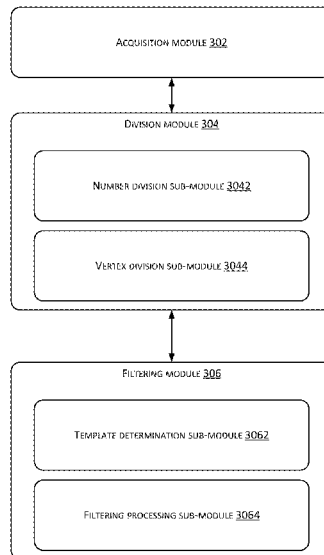 ACQUISITION MODULE 302
DIVISION MODULE 304
NUMBER DIVISION SUB-MODULE 3042
VERTEX DIVISION SUB-MODULE 3044
FILTERING MODULE 306
TEMPLATE DETERMINATION SUB-MODULE 3062
FILTERING PROCESSING SUB-MODULE 3064